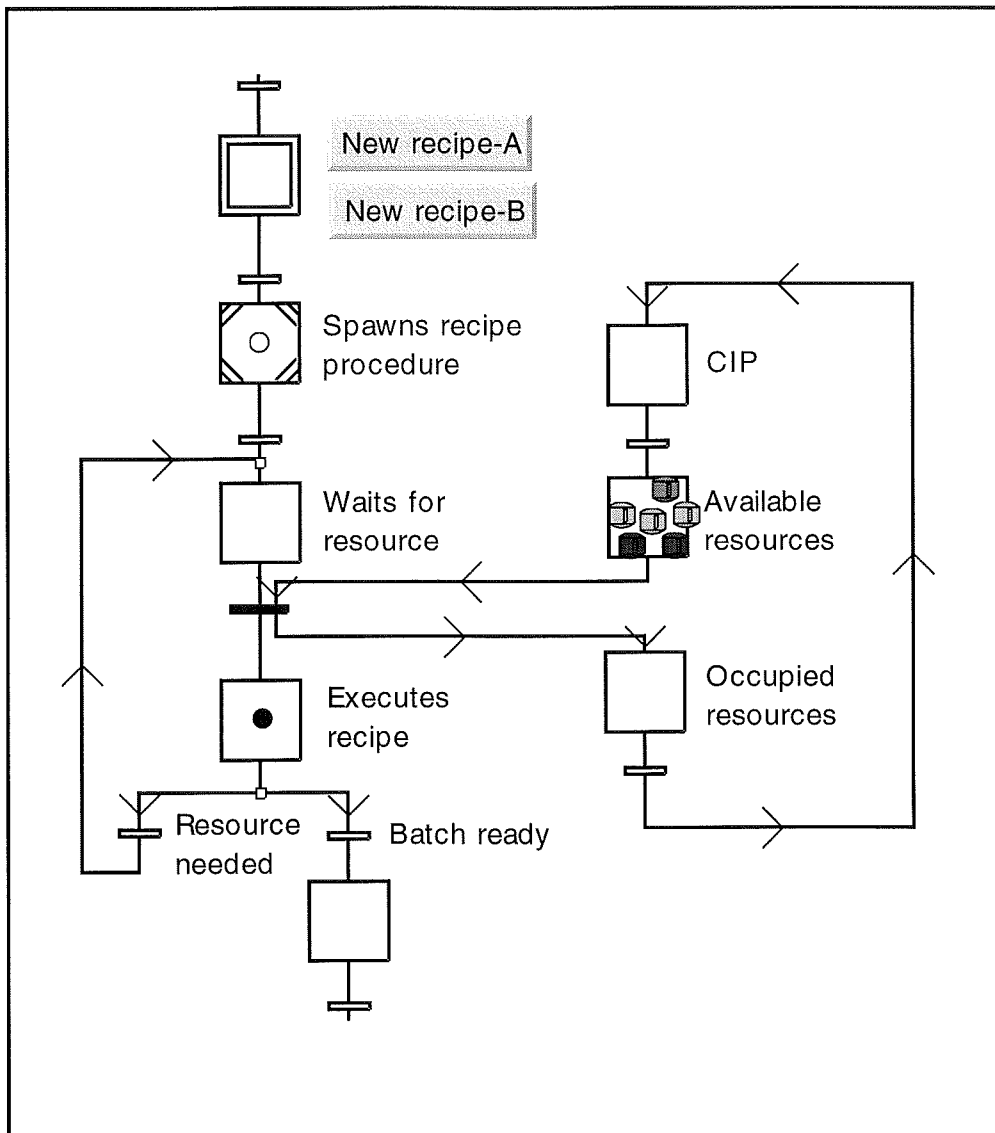 New recipe-A
New recipe-B
Spawns recipe
procedure
CIP
Waits for
resource
Available
resources
Executes
recipe
Occupied
resources
Resource
needed
Batch ready